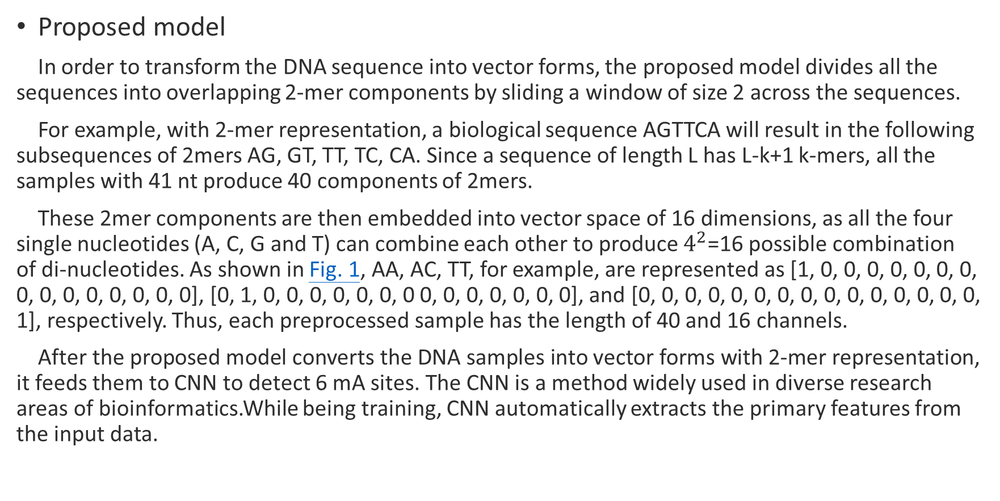 • Proposed model
In order to transform the DNA sequence into vector forms, the proposed model divides all the
sequences into overlapping 2-mer components by sliding a window of size 2 across the sequences.
For example, with 2-mer representation, a biological sequence AGTTCA will result in the following
subsequences of 2mers AG, GT, TT, TC, CA. Since a sequence of length L has L-k+1 k-mers, all the
samples with 41 nt produce 40 components of 2mers.
These 2mer components are then embedded into vector space of 16 dimensions, as all the four
single nucleotides (A, C, G and T) can combine each other to produce 4²=16 possible combination
of di-nucleotides. As shown in Fig. 1, AA, AC, TT, for example, are represented as [1, 0, 0, 0, 0, 0, 0, 0,
0, 0, 0, 0, 0, 0, 0, 0], [0, 1, 0, 0, 0, 0, 0, 0, 0 0, 0, 0, 0, 0, 0, 0], and [0, 0, 0, 0, 0, 0, 0, 0, 0, 0, 0, 0, 0, 0, 0,
1], respectively. Thus, each preprocessed sample has the length of 40 and 16 channels.
After the proposed model converts the DNA samples into vector forms with 2-mer representation,
it feeds them to CNN to detect 6 mA sites. The CNN is a method widely used in diverse research
areas of bioinformatics.While being training, CNN automatically extracts the primary features from
the input data.